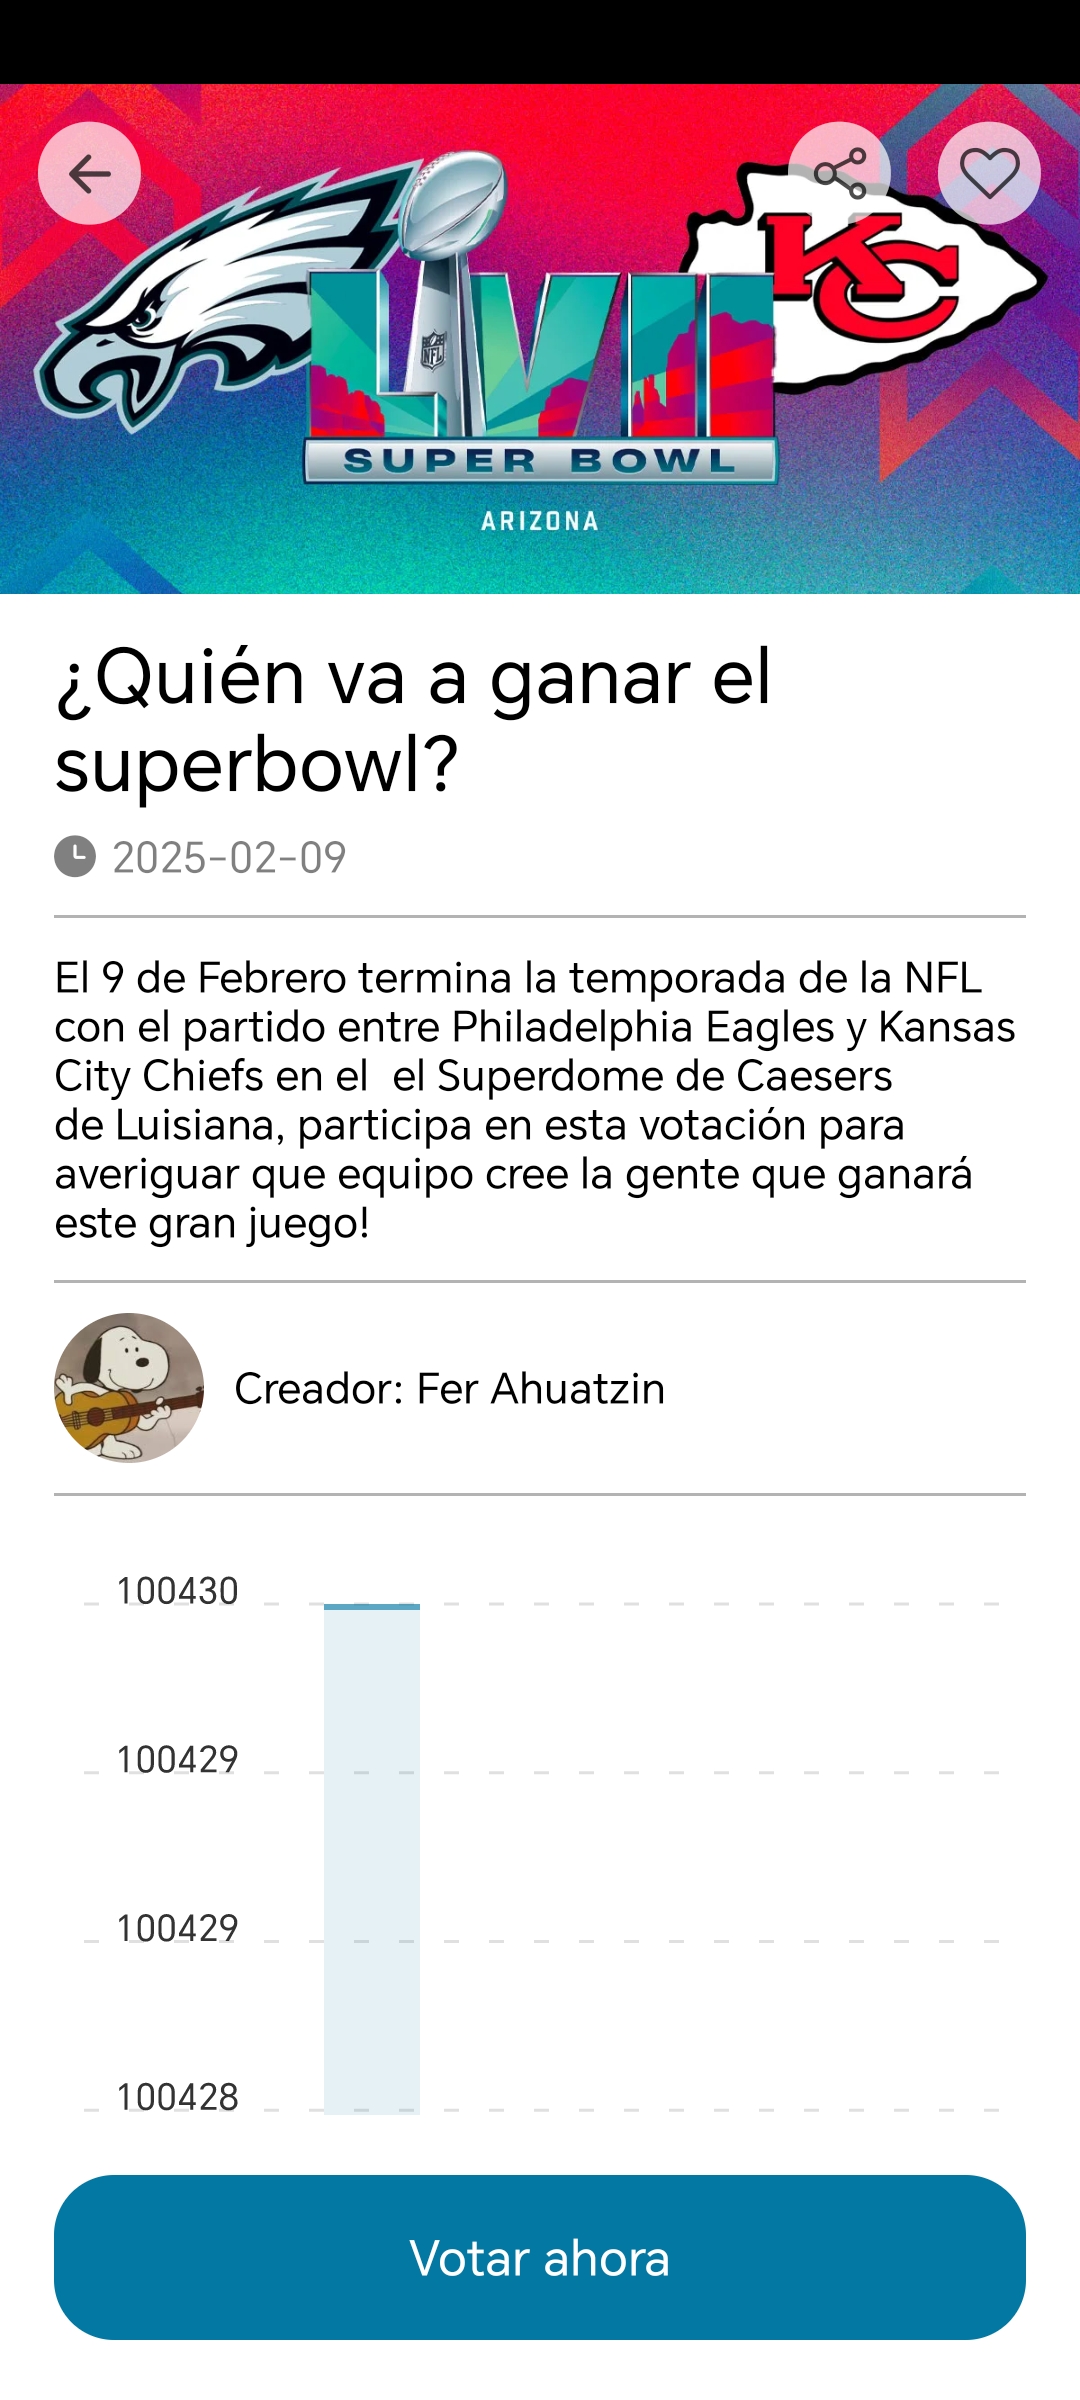 NFL
KC
LVII
SUPER BOWL
ARIZONA
¿Quién va a ganar el
superbowl?
2025-02-09
El 9 de Febrero termina la temporada de la NFL
con el partido entre Philadelphia Eagles y Kansas
City Chiefs en el  el Superdome de Caesers
de Luisiana, participa en esta votación para
averiguar que equipo cree la gente que ganará
este gran juego!
Creador: Fer Ahuatzin
100430
100429
100429
100428
Votar ahora